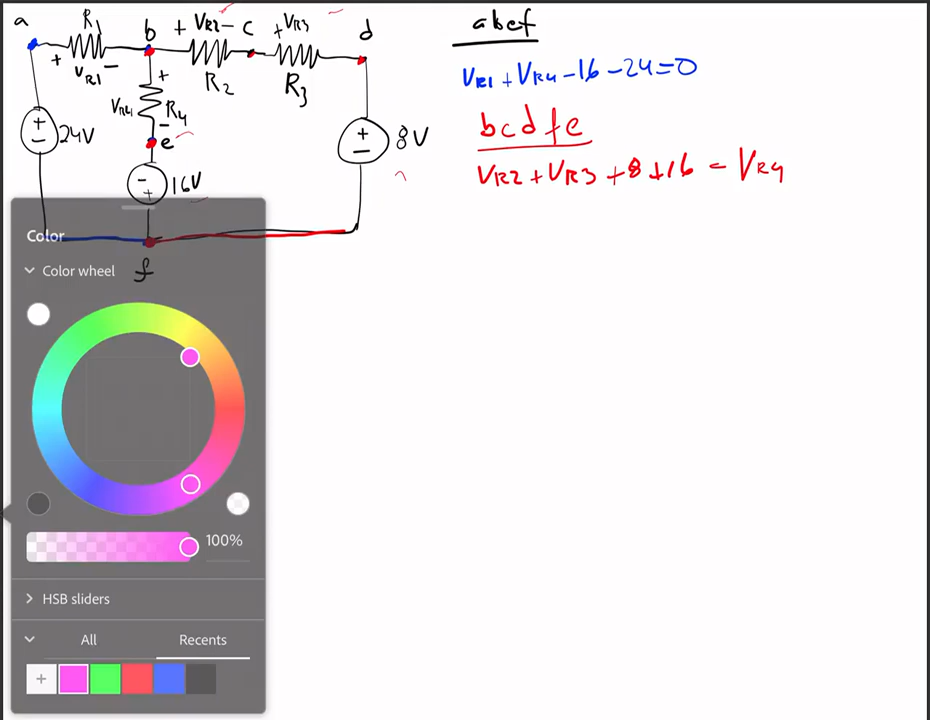 a R1 b + VR2 - c + VR3 d
+ VR1 - R2 R3
+ VR4 R4 -
+ - 24V
e
+ - 8V
- + 16V
f
abef
VR1 + VR4 - 16 - 24 = 0
bcdfe
VR2 + VR3 + 8 + 16 = VR4
Color
Color wheel
100%
HSB sliders
All Recents
+